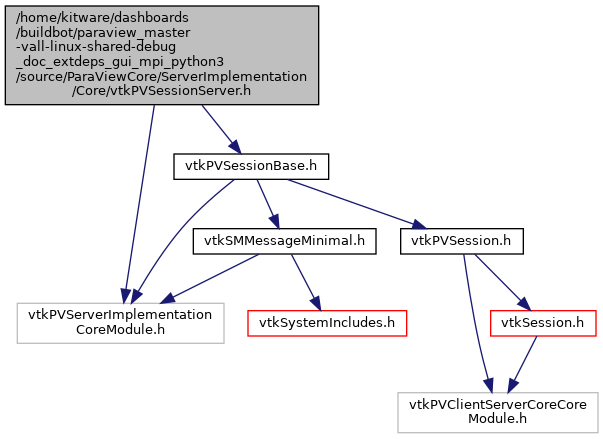 /home/kitware/dashboards
/buildbot/paraview_master
-vall-linux-shared-debug
_doc_extdeps_gui_mpi_python3
/source/ParaViewCore/ServerImplementation
/Core/vtkPVSessionServer.h
vtkPVSessionBase.h
vtkSMMessageMinimal.h
vtkPVSession.h
vtkPVServerImplementation
CoreModule.h
vtkSystemIncludes.h
vtkSession.h
vtkPVClientServerCoreCore
Module.h